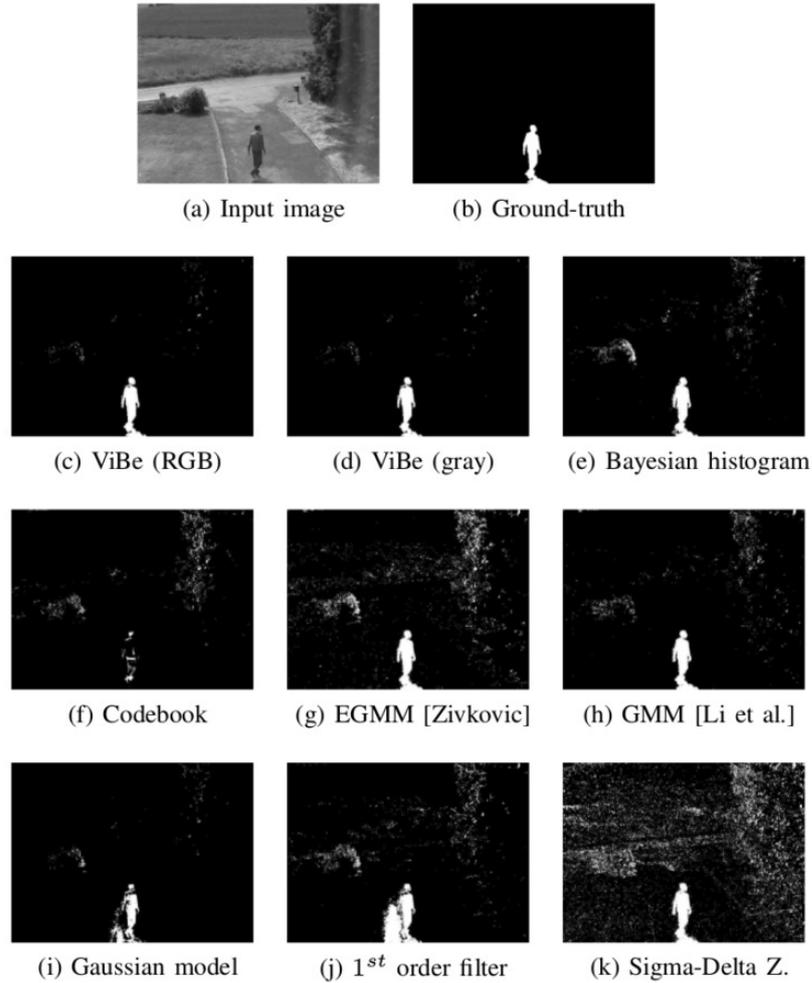 (a) Input image
(b) Ground-truth
(c) ViBe (RGB)
(d) ViBe (gray)
(e) Bayesian histogram
(f) Codebook
(g) EGMM [Zivkovic]
(h) GMM [Li et al.]
(i) Gaussian model
(j) 1st order filter
(k) Sigma-Delta Z.